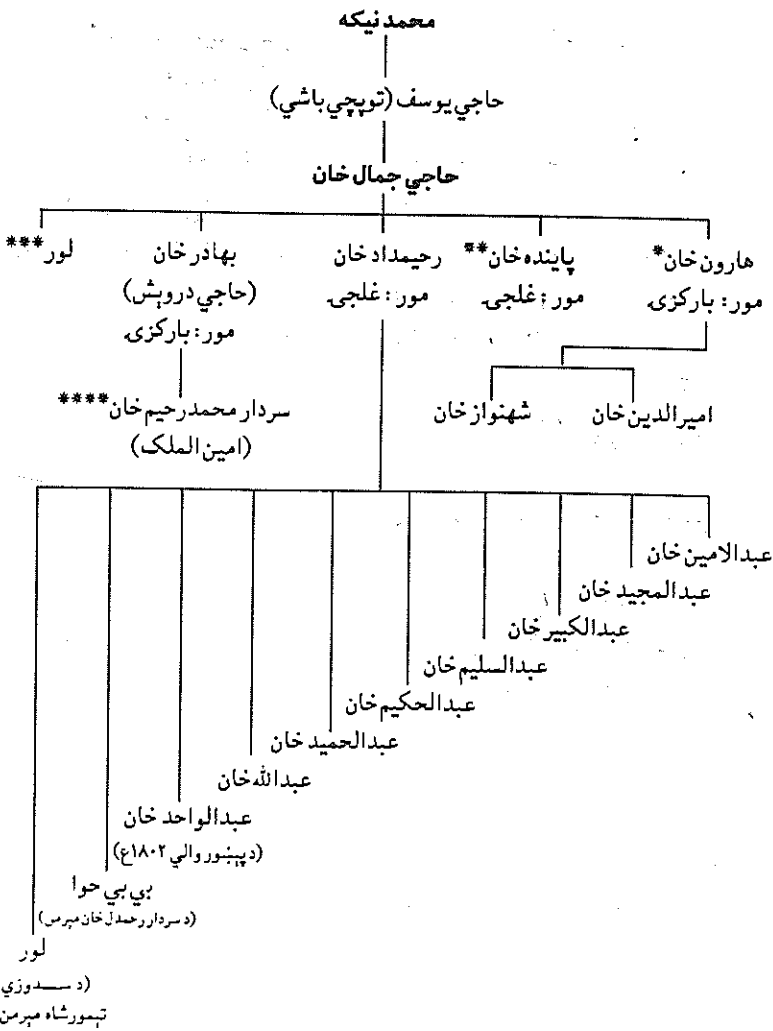 محمد نیکه
حاجي یوسف (توپچي باشي)
حاجي جمال خان
هارون خان*
مور: بارکزۍ
پاینده خان**
مور: غلجۍ
رحیمداد خان
مور: غلجۍ
بهادر خان
(حاجي درویش)
مور: بارکزۍ
لور***
امیرالدین خان
شهنواز خان
سردار محمد رحیم خان****
(امین الملک)
عبدالامین خان
عبدالمجید خان
عبدالکبیر خان
عبدالسلیم خان
عبدالحکیم خان
عبدالحمید خان
عبدالله خان
عبدالواحد خان
(د پېښور والي ۱۸۰۲ع)
بي بي حوا
(د سردار رحمدل خان مېرمن)
لور
(د سدوزي
تیمورشاه مېرمن